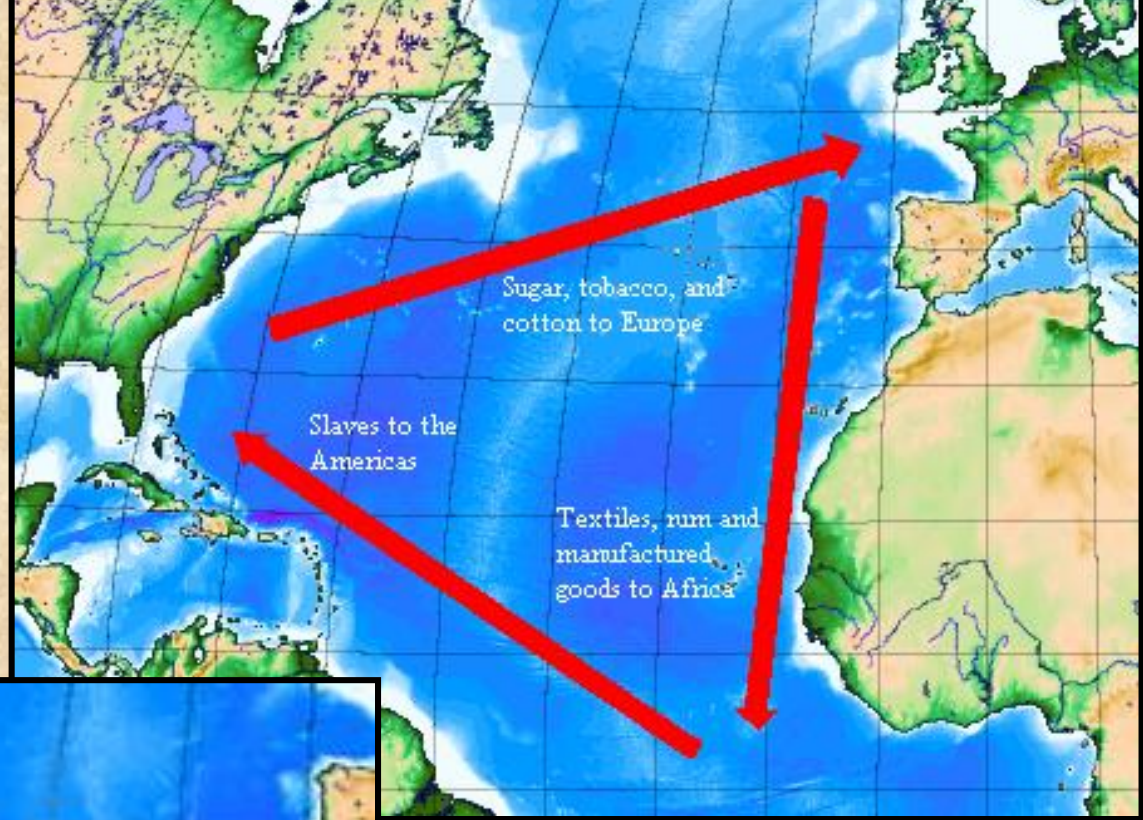 Sugar, tobacco, and
cotton to Europe
Slaves to the
Americas
Textiles, rum and
manufactured
goods to Africa